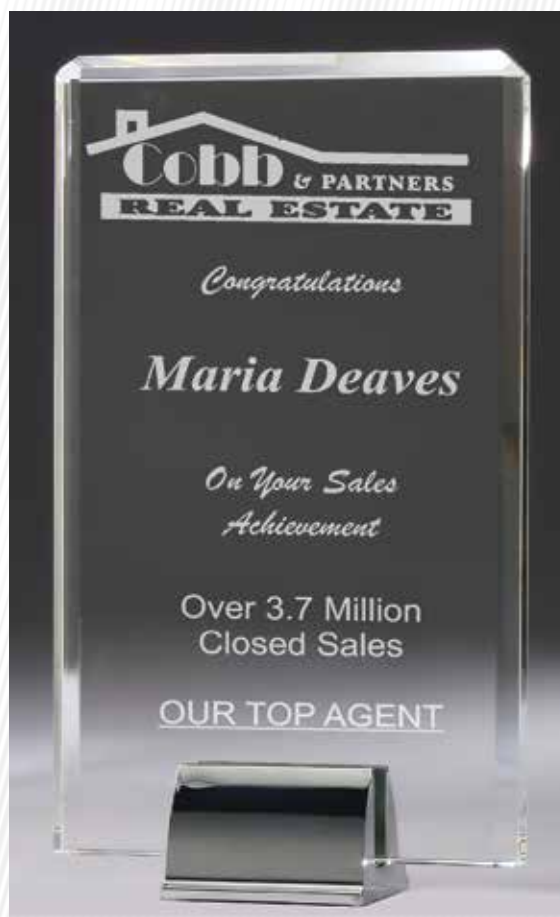 Cobb & PARTNERS
REAL ESTATE
Congratulations
Maria Deaves
On Your Sales
Achievement
Over 3.7 Million
Closed Sales
OUR TOP AGENT